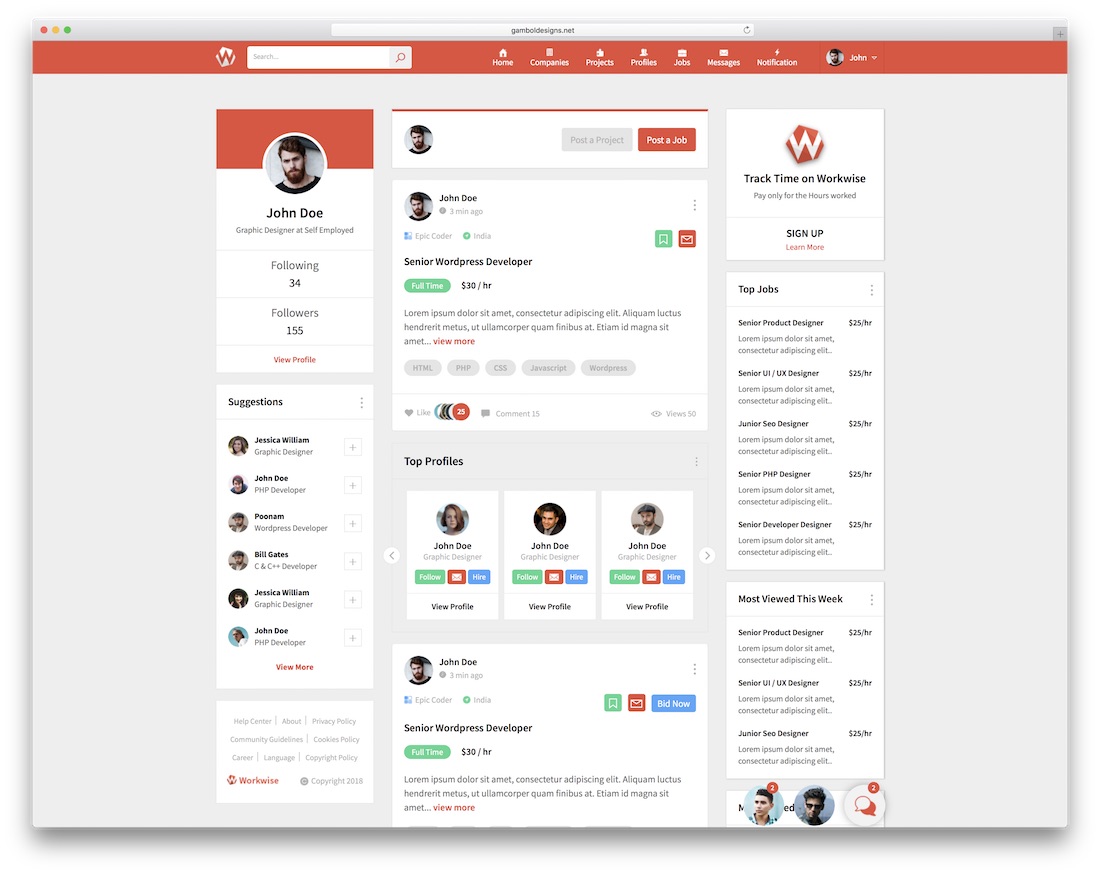 gamboldesigns.net
Search...
Home
Companies
Projects
Profiles
Jobs
Messages
Notification
John
John Doe
Graphic Designer at Self Employed
Following
34
Followers
155
View Profile
Suggestions
Jessica William
Graphic Designer
John Doe
PHP Developer
Poonam
Wordpress Developer
Bill Gates
C & C++ Developer
Jessica William
Graphic Designer
John Doe
PHP Developer
View More
Help Center
About
Privacy Policy
Community Guidelines
Cookies Policy
Career
Language
Copyright Policy
Workwise
Copyright 2018
Post a Project
Post a Job
John Doe
3 min ago
Epic Coder
India
Senior Wordpress Developer
Full Time
$30 / hr
Lorem ipsum dolor sit amet, consectetur adipiscing elit. Aliquam luctus
hendrerit metus, ut ullamcorper quam finibus at. Etiam id magna sit
amet... view more
HTML
PHP
CSS
Javascript
Wordpress
Like
25
Comment 15
Views 50
Top Profiles
John Doe
Graphic Designer
Follow
Hire
View Profile
John Doe
Graphic Designer
Follow
Hire
View Profile
John Doe
Graphic Designer
Follow
Hire
View Profile
John Doe
3 min ago
Epic Coder
India
Bid Now
Senior Wordpress Developer
Full Time
$30 / hr
Lorem ipsum dolor sit amet, consectetur adipiscing elit. Aliquam luctus
hendrerit metus, ut ullamcorper quam finibus at. Etiam id magna sit
amet... view more
W
Track Time on Workwise
Pay only for the Hours worked
SIGN UP
Learn More
Top Jobs
Senior Product Designer
$25/hr
Lorem ipsum dolor sit amet,
consectetur adipiscing elit..
Senior UI / UX Designer
$25/hr
Lorem ipsum dolor sit amet,
consectetur adipiscing elit..
Junior Seo Designer
$25/hr
Lorem ipsum dolor sit amet,
consectetur adipiscing elit..
Senior PHP Designer
$25/hr
Lorem ipsum dolor sit amet,
consectetur adipiscing elit..
Senior Developer Designer
$25/hr
Lorem ipsum dolor sit amet,
consectetur adipiscing elit..
Most Viewed This Week
Senior Product Designer
$25/hr
Lorem ipsum dolor sit amet,
consectetur adipiscing elit..
Senior UI / UX Designer
$25/hr
Lorem ipsum dolor sit amet,
consectetur adipiscing elit..
Junior Seo Designer
$25/hr
Lorem ipsum dolor sit amet,
consectetur adipiscing elit..
2
2